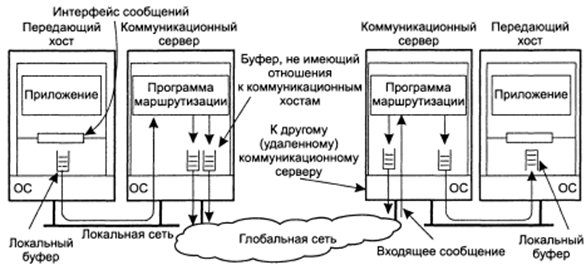 Интерфейс сообщений
Передающий
хост
Коммуникационный
сервер
Коммуникационный
сервер
Передающий
хост
Буфер, не имеющий
отношения
к коммуникационным
хостам
Приложение
Программа
маршрутизации
Программа
маршрутизации
Приложение
К другому
(удаленному)
коммуникационному
серверу
ОС
ОС
ОС
ОС
Локальный
буфер
Локальная сеть
Глобальная сеть
Входящее сообщение
Локальный
буфер